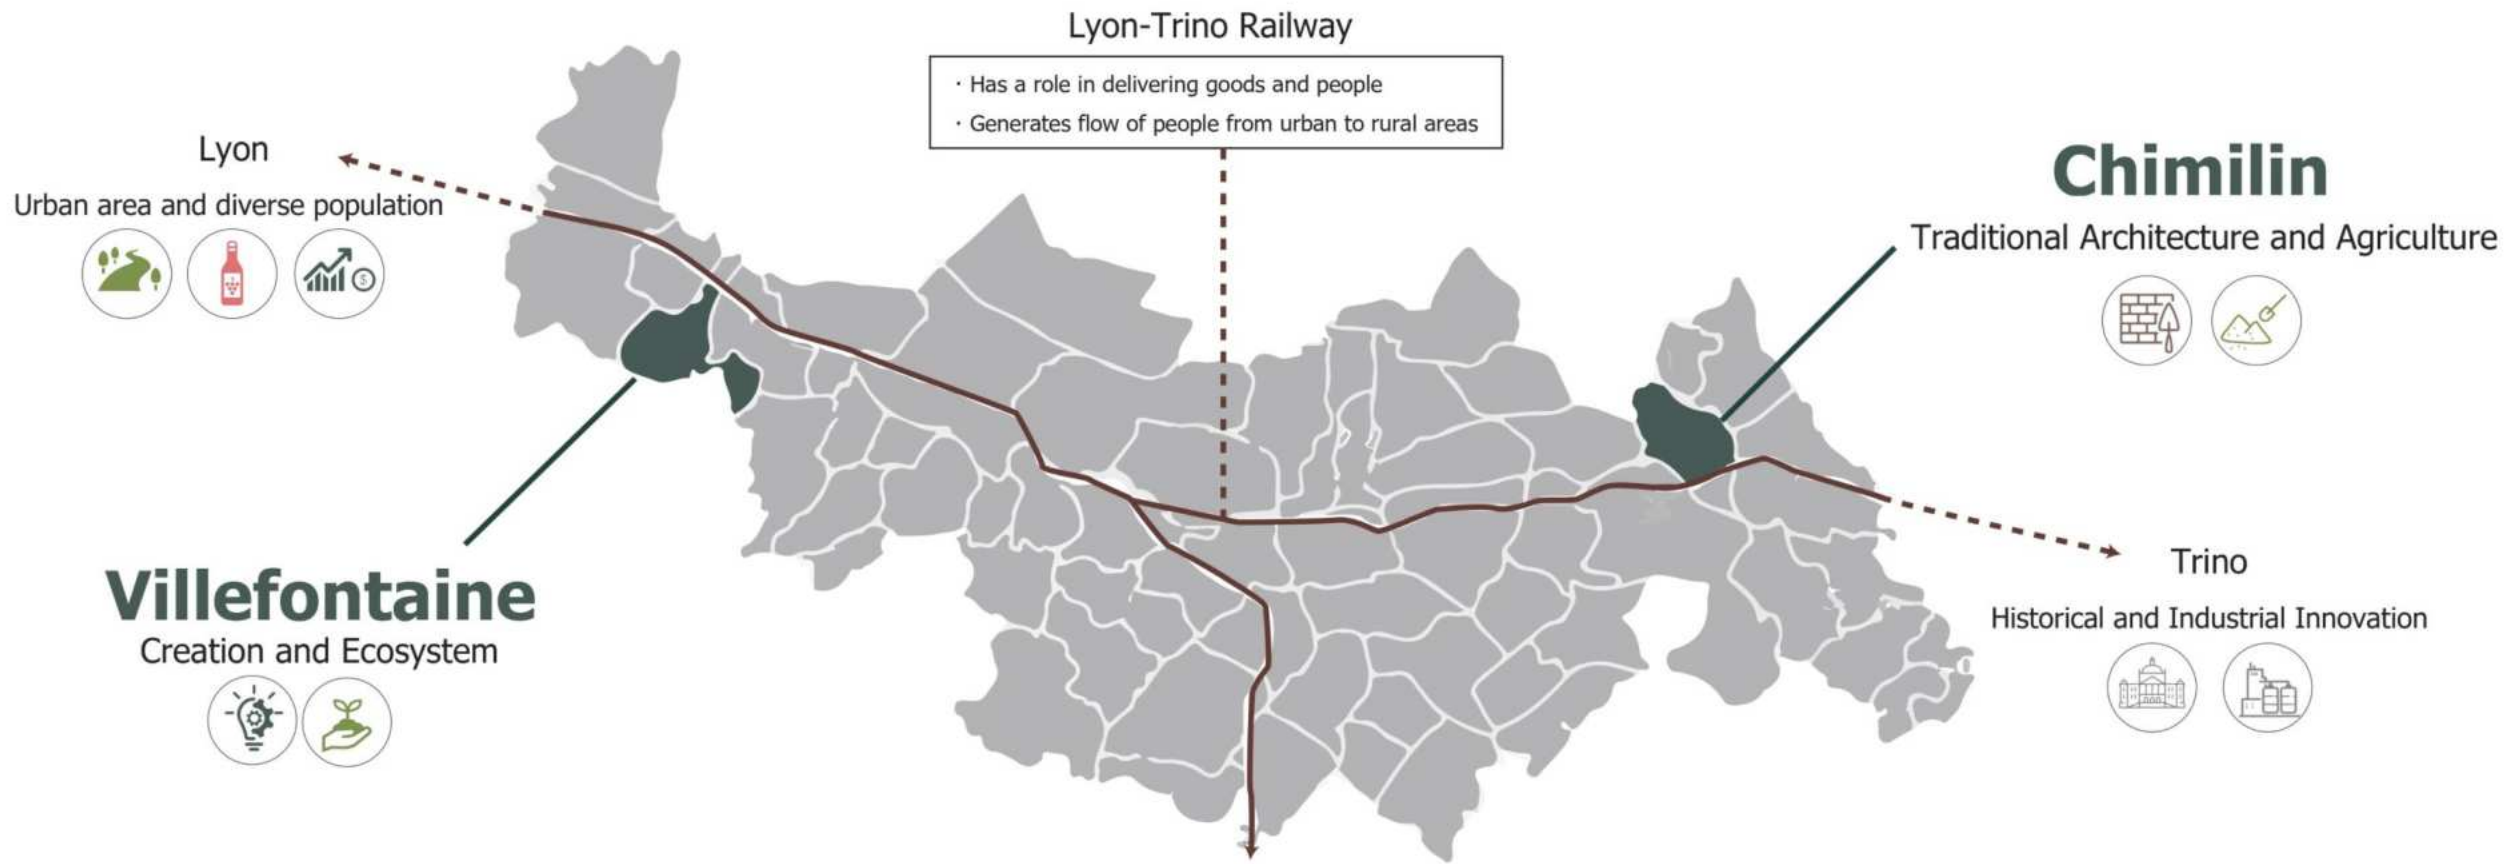 Lyon-Trino Railway
· Has a role in delivering goods and people
· Generates flow of people from urban to rural areas
Lyon
Urban area and diverse population
$
Chimilin
Traditional Architecture and Agriculture
Villefontaine
Creation and Ecosystem
Trino
Historical and Industrial Innovation